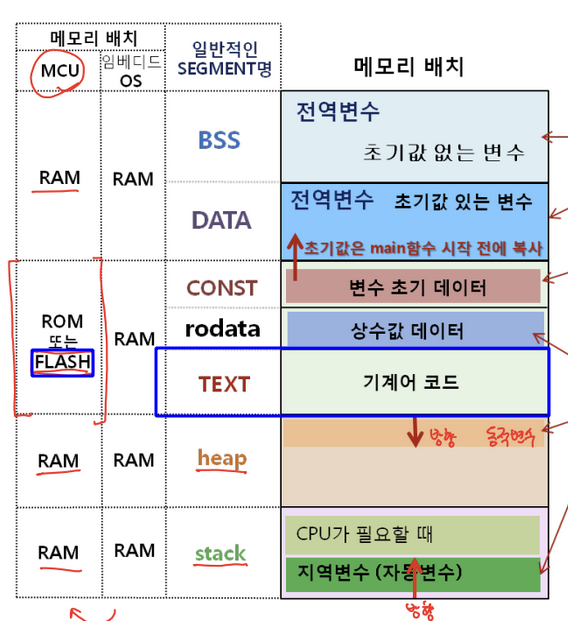 메모리 배치
MCU
임베디드
OS
일반적인
SEGMENT명
메모리 배치
RAM
RAM
BSS
전역변수
초기값 없는 변수
DATA
전역변수 초기값 있는 변수
초기값은 main함수 시작 전에 복사
ROM
또는
FLASH
RAM
CONST
변수 초기 데이터
rodata
상수값 데이터
TEXT
기계어 코드
RAM
RAM
heap
방향 동적변수
RAM
RAM
stack
CPU가 필요할 때
지역변수 (자동변수)
방향